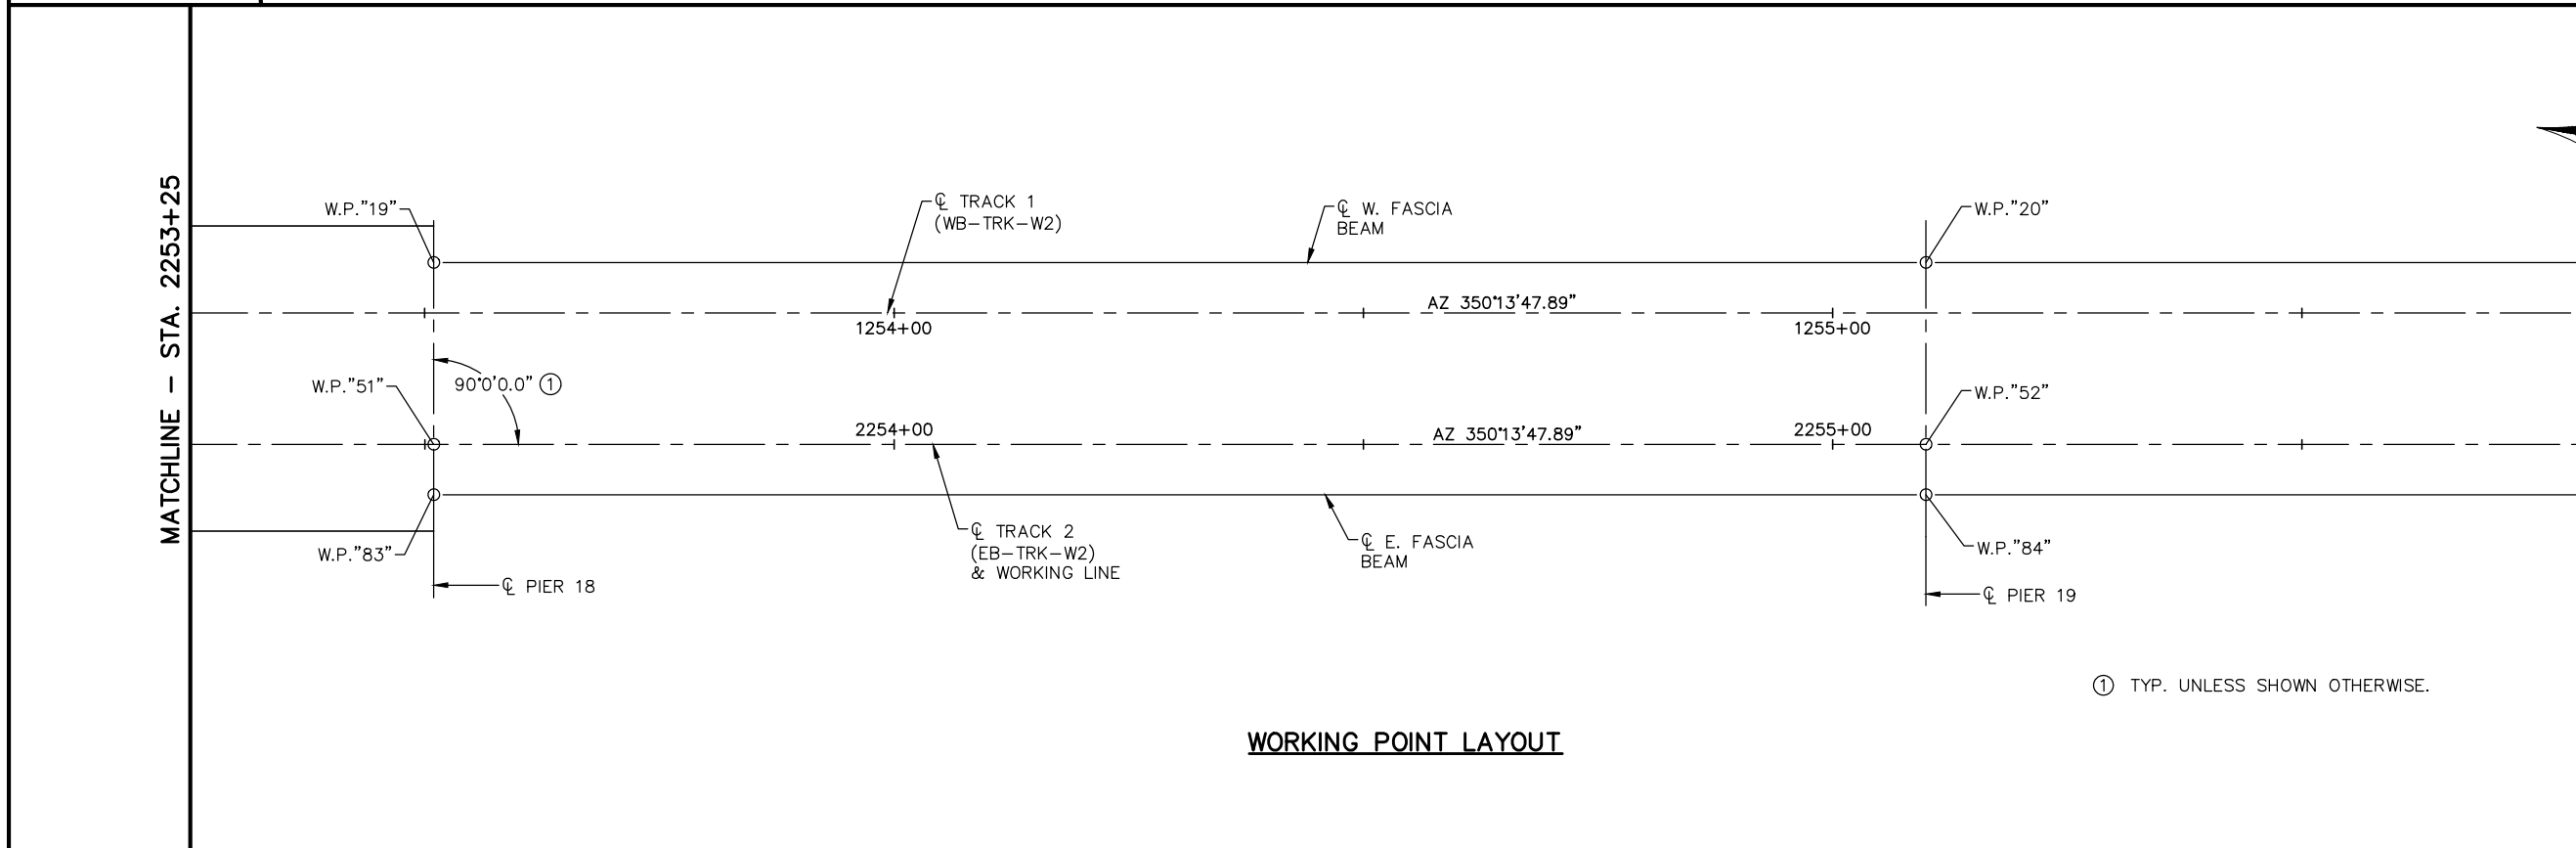 MATCHLINE - STA. 2253+25
W.P."19"
℄ TRACK 1
(WB-TRK-W2)
℄ W. FASCIA
BEAM
W.P."20"
AZ 350°13'47.89"
1254+00
1255+00
W.P."51"
90°0'0.0" ①
W.P."52"
2254+00
AZ 350°13'47.89"
2255+00
W.P."83"
℄ TRACK 2
(EB-TRK-W2)
& WORKING LINE
℄ E. FASCIA
BEAM
W.P."84"
℄ PIER 18
℄ PIER 19
① TYP. UNLESS SHOWN OTHERWISE.
WORKING POINT LAYOUT